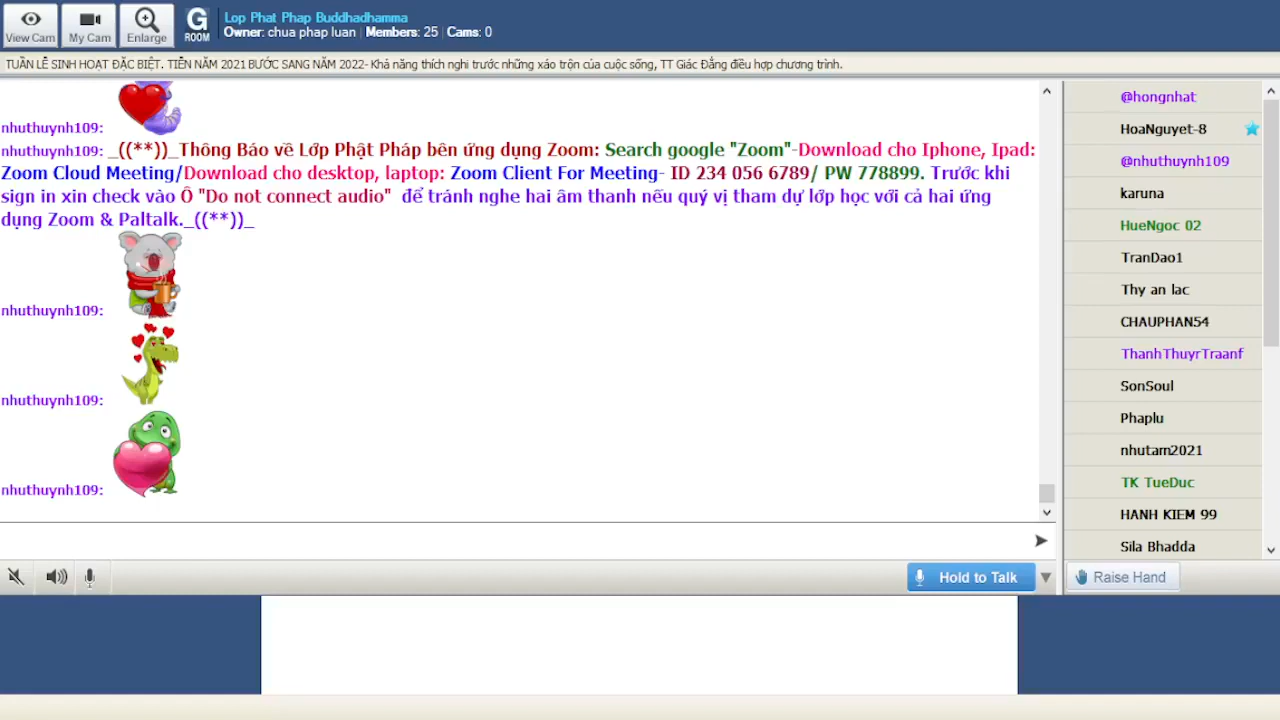 View Cam
My Cam
Enlarge
G
ROOM
Lop Phat Phap Buddhadhamma
Owner: chua phap luan | Members: 25 | Cams: 0
TUẦN LỄ SINH HOẠT ĐẶC BIỆT. TIỄN NĂM 2021 BƯỚC SANG NĂM 2022- Khả năng thích nghi trước những xáo trộn của cuộc sống, TT Giác Đẳng điều hợp chương trình.
nhuthuynh109:
nhuthuynh109: _((**))_Thông Báo về Lớp Phật Pháp bên ứng dụng Zoom: Search google "Zoom"-Download cho Iphone, Ipad:
Zoom Cloud Meeting/Download cho desktop, laptop: Zoom Client For Meeting- ID 234 056 6789/ PW 778899. Trước khi
sign in xin check vào Ô "Do not connect audio" để tránh nghe hai âm thanh nếu quý vị tham dự lớp học với cả hai ứng
dụng Zoom & Paltalk._((**))_
nhuthuynh109:
nhuthuynh109:
nhuthuynh109:
Hold to Talk
@hongnhat
HoaNguyet-8
@nhuthuynh109
karuna
HueNgoc 02
TranDao1
Thy an lac
CHAUPHAN54
ThanhThuyrTraanf
SonSoul
Phaplu
nhutam2021
TK TueDuc
HANH KIEM 99
Sila Bhadda
Raise Hand